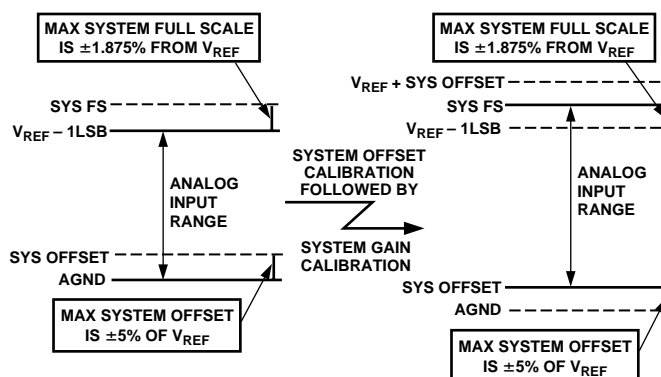 MAX SYSTEM FULL SCALE
IS ±1.875% FROM VREF
SYS FS
VREF – 1LSB
ANALOG
INPUT
RANGE
SYS OFFSET
AGND
MAX SYSTEM OFFSET
IS ±5% OF VREF
SYSTEM OFFSET
CALIBRATION
FOLLOWED BY
SYSTEM GAIN
CALIBRATION
MAX SYSTEM FULL SCALE
IS ±1.875% FROM VREF
VREF + SYS OFFSET
SYS FS
VREF – 1LSB
ANALOG
INPUT
RANGE
SYS OFFSET
AGND
MAX SYSTEM OFFSET
IS ±5% OF VREF